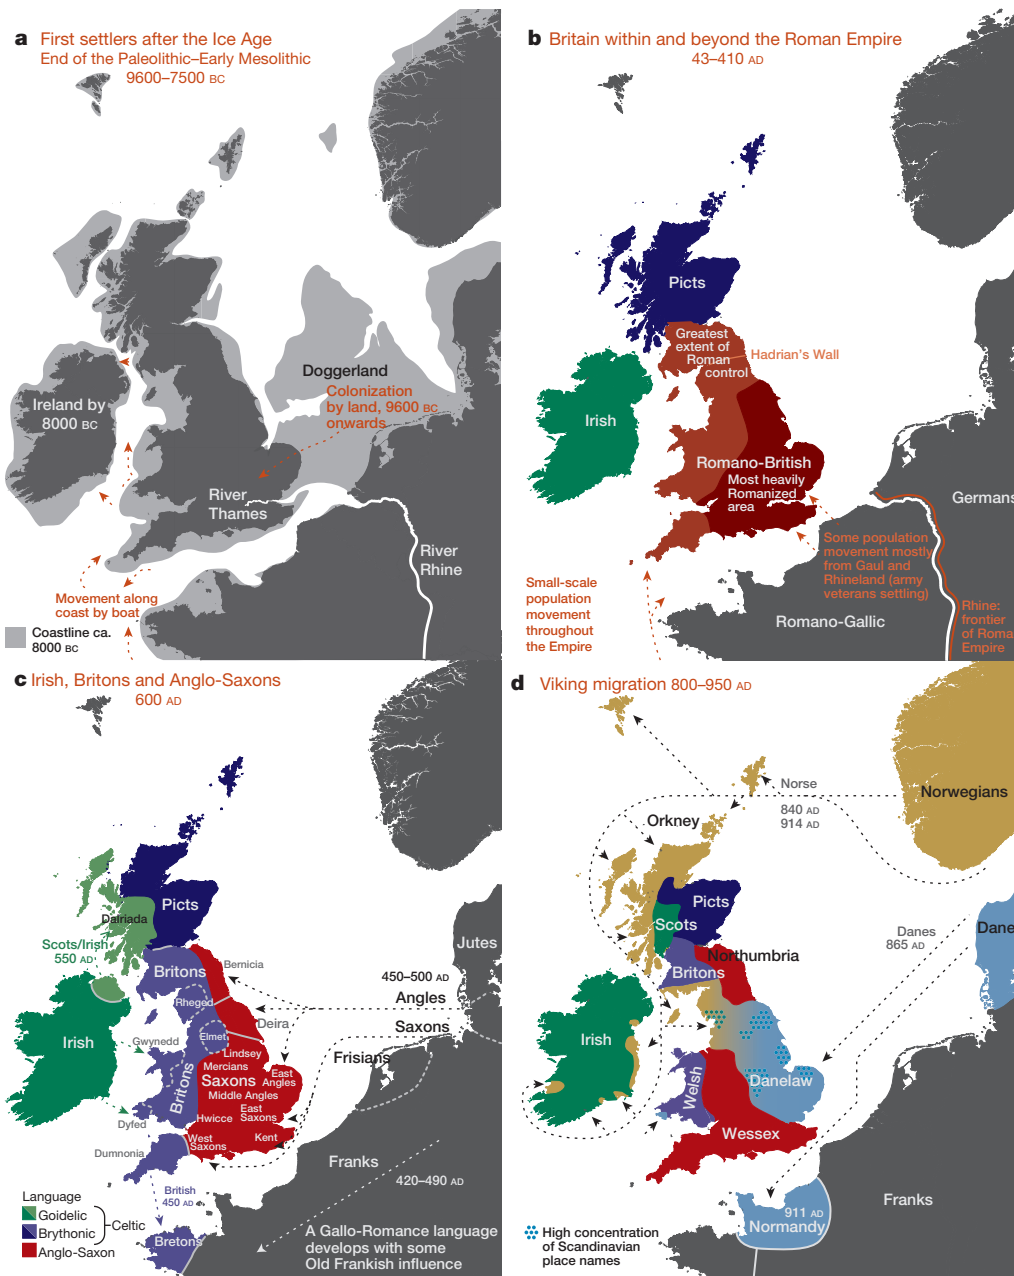 a First settlers after the Ice Age
End of the Paleolithic–Early Mesolithic
9600–7500 BC
Doggerland
Colonization
by land, 9600 BC
onwards
Ireland by
8000 BC
River
Thames
River
Rhine
Movement along
coast by boat
Coastline ca.
8000 BC
b Britain within and beyond the Roman Empire
43–410 AD
Picts
Greatest
extent of
Roman
control
Hadrian's Wall
Irish
Romano-British
Most heavily
Romanized
area
Germans
Some population
movement mostly
from Gaul and
Rhineland (army
veterans settling)
Small-scale
population
movement
throughout
the Empire
Romano-Gallic
Rhine:
frontier
of Roma
Empire
c Irish, Britons and Anglo-Saxons
600 AD
Picts
Dalriada
Scots/Irish
550 AD
Britons
Bernicia
Jutes
450–500 AD
Angles
Rheged
Deira
Saxons
Irish
Gwynedd
Elmet
Lindsey
Frisians
Mercians
Saxons
East
Angles
Britons
Middle Angles
East
Saxons
Hwicce
Dyfed
West
Saxons
Kent
Dumnonia
Franks
420–490 AD
British
450 AD
Language
Goidelic
Brythonic
Celtic
Anglo-Saxon
Bretons
A Gallo-Romance language
develops with some
Old Frankish influence
d Viking migration 800–950 AD
Norse
840 AD
914 AD
Norwegians
Orkney
Picts
Scots
Danes
865 AD
Dane
Northumbria
Britons
Irish
Welsh
Danelaw
Wessex
Franks
911 AD
Normandy
High concentration
of Scandinavian
place names